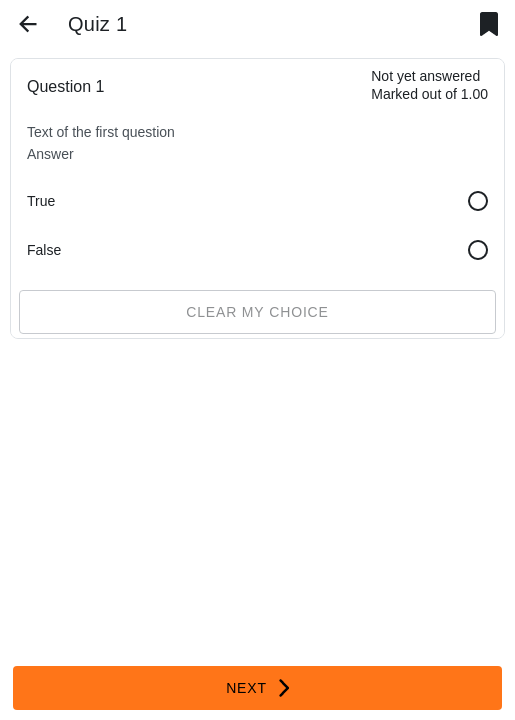 Quiz 1
Question 1
Not yet answered
Marked out of 1.00
Text of the first question
Answer
True
False
CLEAR MY CHOICE
NEXT